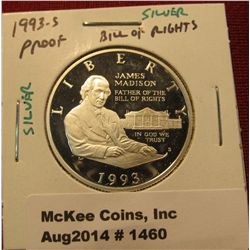 1993-S
PROOF
SILVER
BILL OF RIGHTS
SILVER
LIBERTY
JAMES
MADISON
FATHER OF THE
BILL OF RIGHTS
IN GOD WE
TRUST
S
1993
McKee Coins, Inc
Aug2014 # 1460